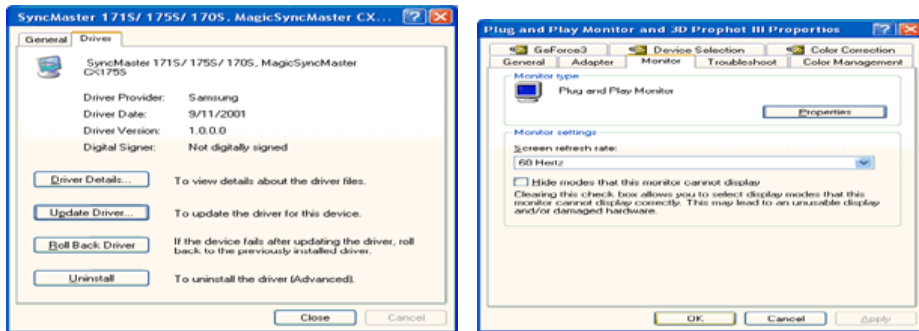 SyncMaster 171S/ 175S/ 170S, MagicSyncMaster CX...
General Driver
SyncMaster 171S/ 175S/ 170S, MagicSyncMaster
CX175S
Driver Provider: Samsung
Driver Date: 9/11/2001
Driver Version: 1.0.0.0
Digital Signer: Not digitally signed
Driver Details... To view details about the driver files.
Update Driver... To update the driver for this device.
Roll Back Driver If the device fails after updating the driver, roll
back to the previously installed driver.
Uninstall To uninstall the driver (Advanced).
Close Cancel
Plug and Play Monitor and 3D Prophet III Properties
GeForce3 Device Selection Color Correction
General Adapter Monitor Troubleshoot Color Management
Monitor type
Plug and Play Monitor
Properties
Monitor settings
Screen refresh rate:
60 Hertz
Hide modes that this monitor cannot display
Clearing this check box allows you to select display modes that this
monitor cannot display correctly. This may lead to an unusable display
and/or damaged hardware.
OK Cancel Apply